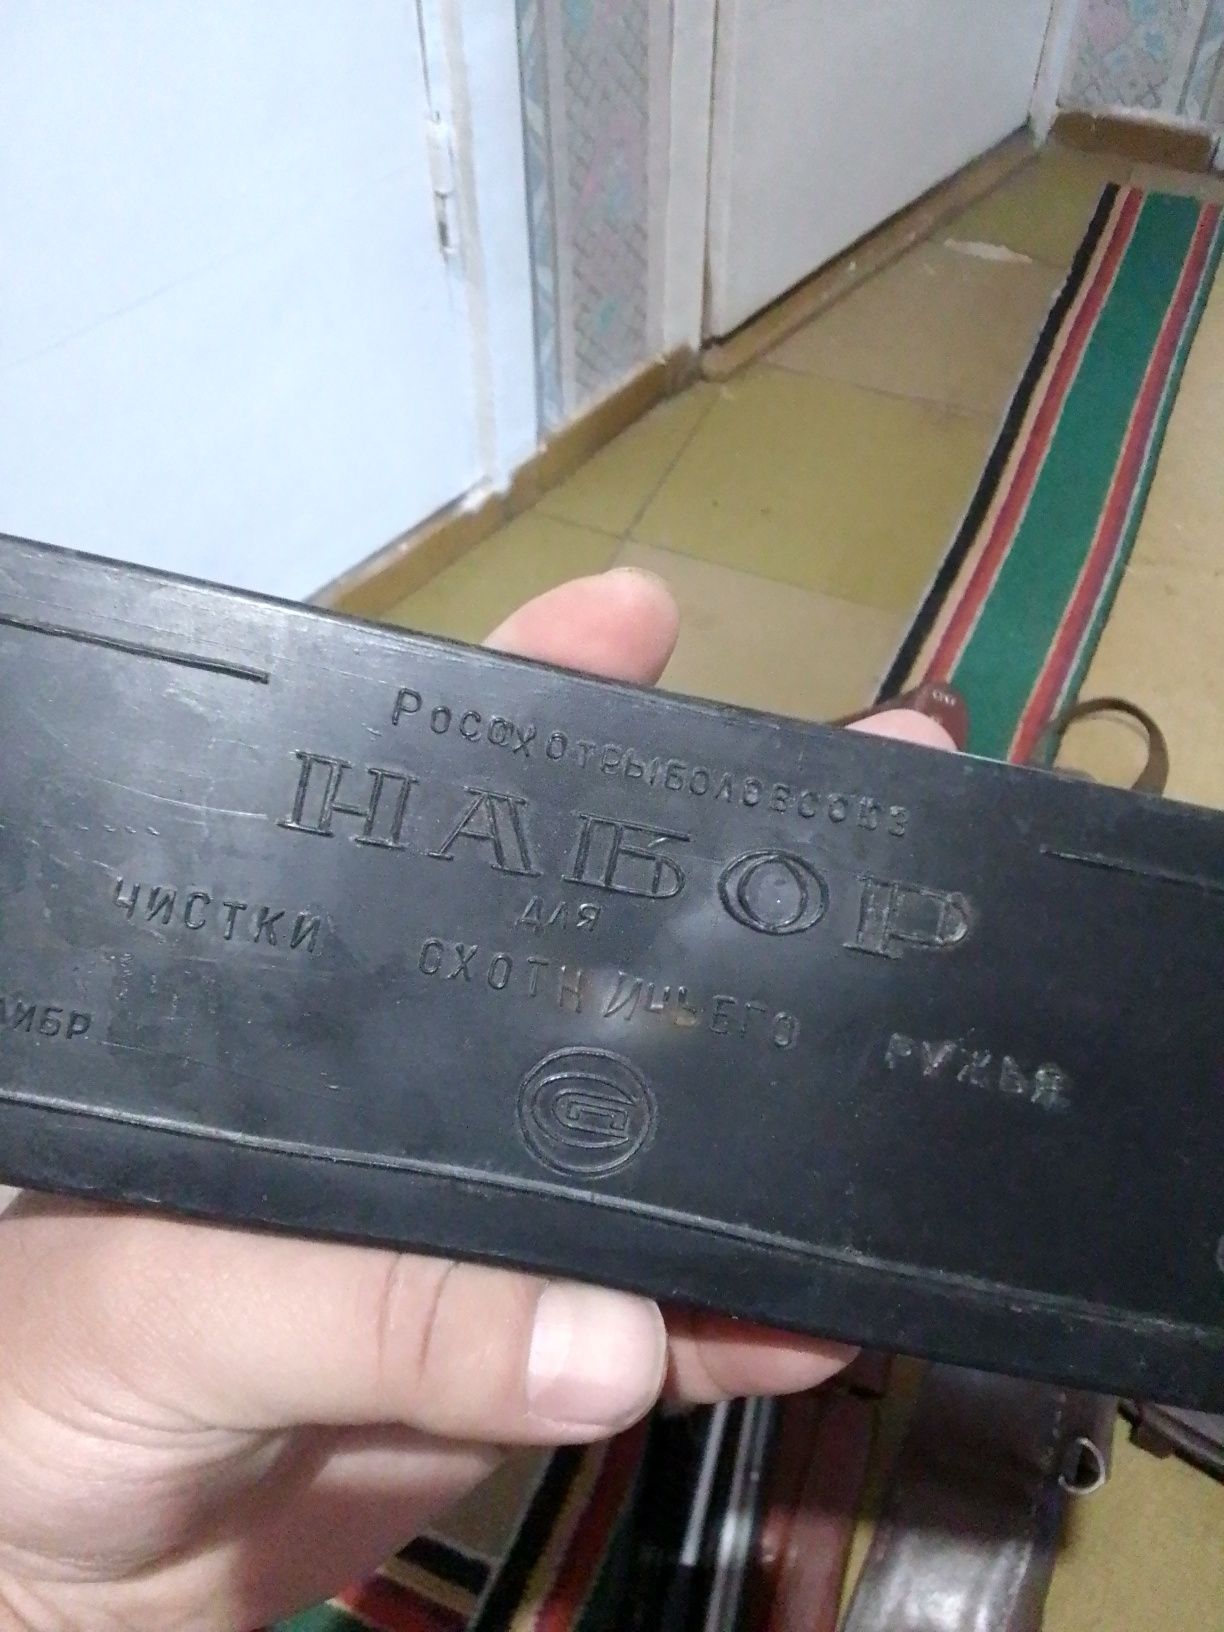 Росохотрыболовсоюз
НАБОР
для
ЧИСТКИ ОХОТНИЧЬЕГО РУЖЬЯ